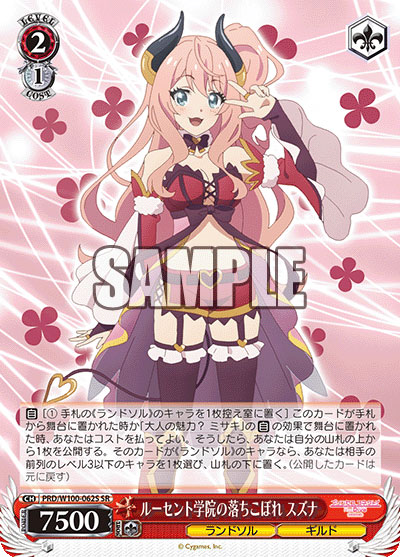 LEVEL
2
1
COST
SAMPLE
自[① 手札の《ランドソル》のキャラを1枚控え室に置く] このカードが手札
から舞台に置かれた時か「大人の魅力? ミサキ」の自の効果で舞台に置か
れた時、あなたはコストを払ってよい。そうしたら、あなたは自分の山札の上か
ら1枚を公開する。そのカードが《ランドソル》のキャラなら、あなたは相手の
前列のレベル3以下のキャラを1枚選び、山札の下に置く。(公開したカードは
元に戻す)
CH PRD/W100-062S SR
POWER
7500
ルーセント学院の落ちこぼれ スズナ
ランドソル ギルド
© Cygames, Inc.